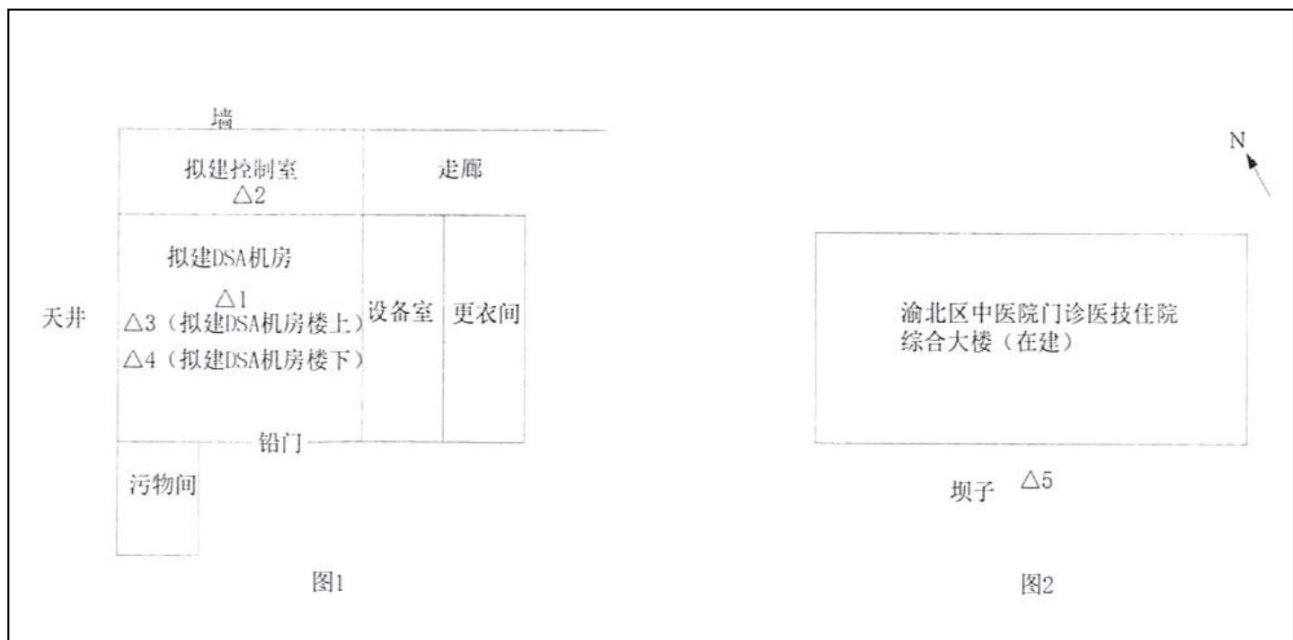 墙
拟建控制室
△2
走廊
拟建DSA机房
△1
△3（拟建DSA机房楼上）
△4（拟建DSA机房楼下）
天井
设备室
更衣间
铅门
污物间
图1
N
渝北区中医院门诊医技住院
综合大楼（在建）
坝子 △5
图2